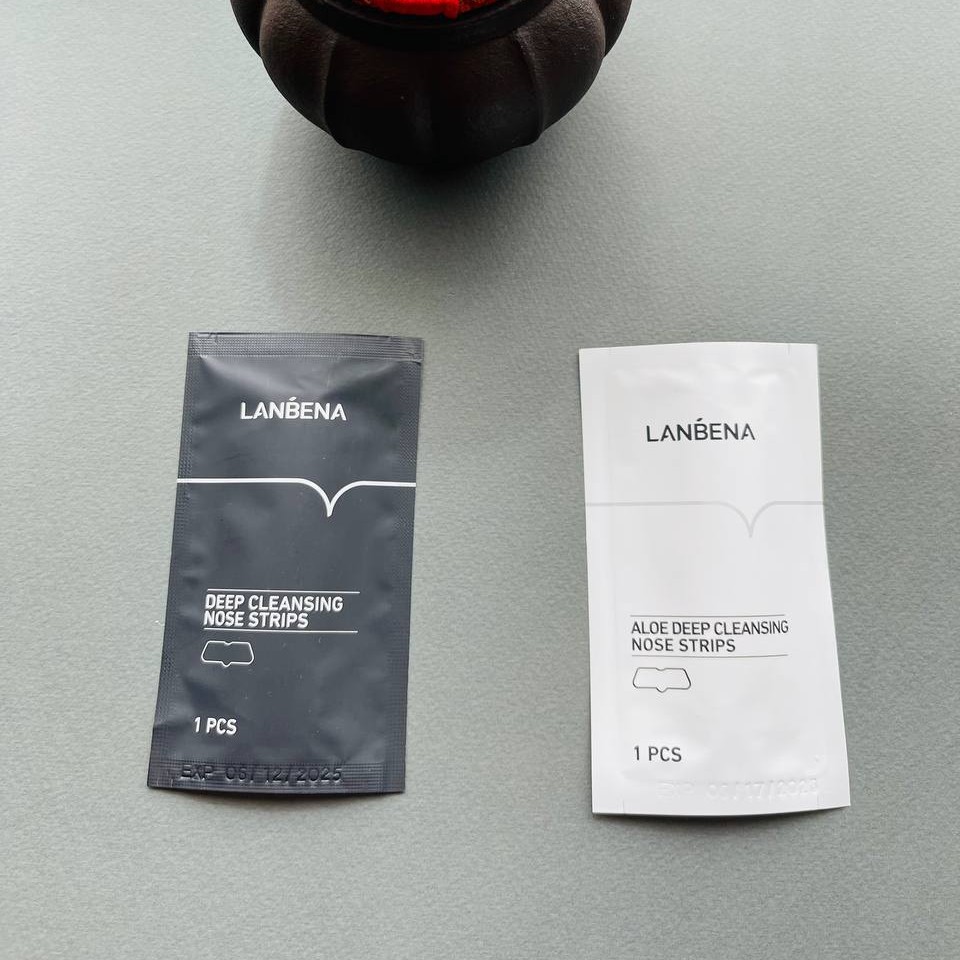 LANBENA
DEEP CLEANSING
NOSE STRIPS
1 PCS
EXP 06/12/2025
LANBENA
ALOE DEEP CLEANSING
NOSE STRIPS
1 PCS
EXP